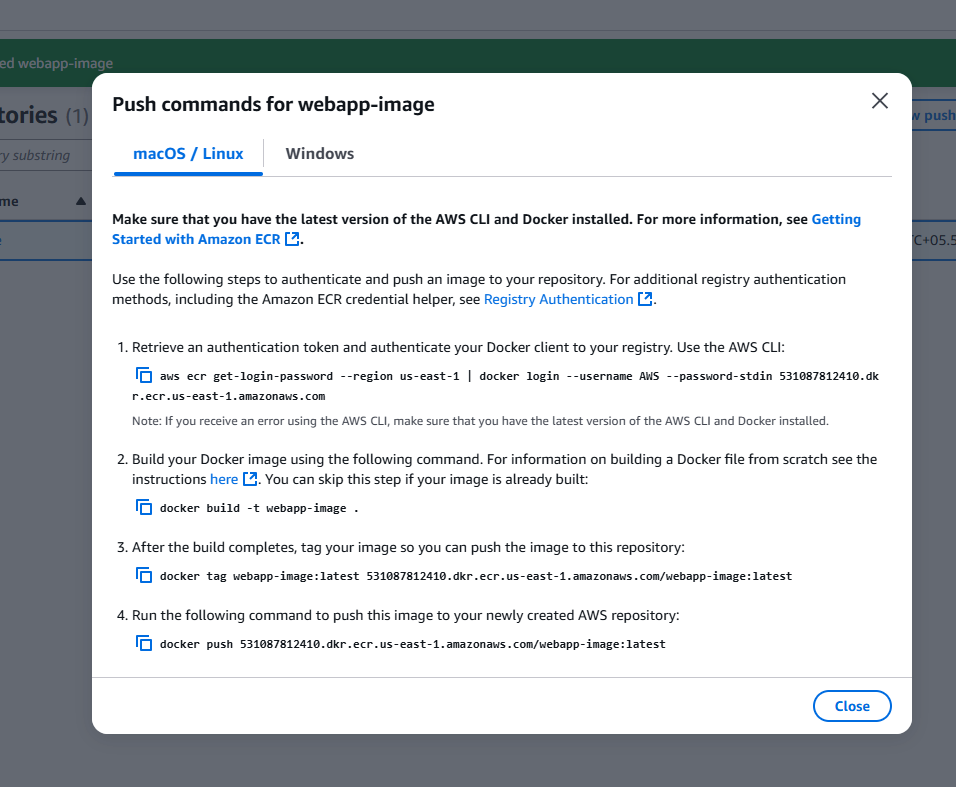 ed webapp-image
Push commands for webapp-image
tories (1)
w push
ry substring
macOS / Linux
Windows
me
Make sure that you have the latest version of the AWS CLI and Docker installed. For more information, see Getting
Started with Amazon ECR.
e
C+05.5
Use the following steps to authenticate and push an image to your repository. For additional registry authentication
methods, including the Amazon ECR credential helper, see Registry Authentication.
1. Retrieve an authentication token and authenticate your Docker client to your registry. Use the AWS CLI:
aws ecr get-login-password --region us-east-1 | docker login --username AWS --password-stdin 531087812410.dk
r.ecr.us-east-1.amazonaws.com
Note: If you receive an error using the AWS CLI, make sure that you have the latest version of the AWS CLI and Docker installed.
2. Build your Docker image using the following command. For information on building a Docker file from scratch see the
instructions here. You can skip this step if your image is already built:
docker build -t webapp-image .
3. After the build completes, tag your image so you can push the image to this repository:
docker tag webapp-image:latest 531087812410.dkr.ecr.us-east-1.amazonaws.com/webapp-image:latest
4. Run the following command to push this image to your newly created AWS repository:
docker push 531087812410.dkr.ecr.us-east-1.amazonaws.com/webapp-image:latest
Close